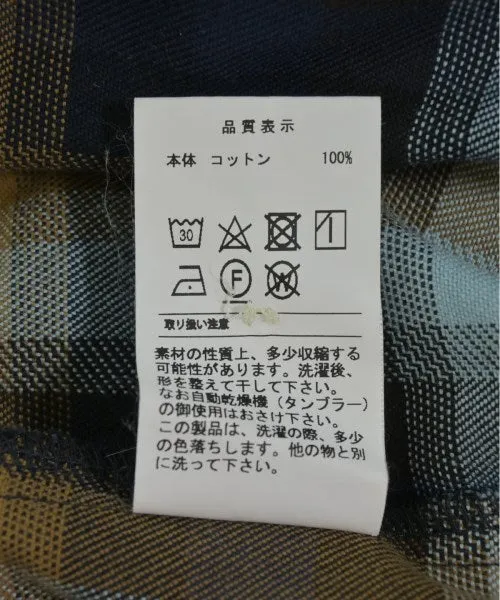 品質表示
本体 コットン 100%
30
F W
取り扱い注意
素材の性質上、多少収縮する
可能性があります。洗濯後、
形を整えて干して下さい。
なお自動乾燥機（タンブラー）
の御使用はおさけ下さい。
この製品は、洗濯の際、多少
の色落ちします。他の物と別
に洗って下さい。